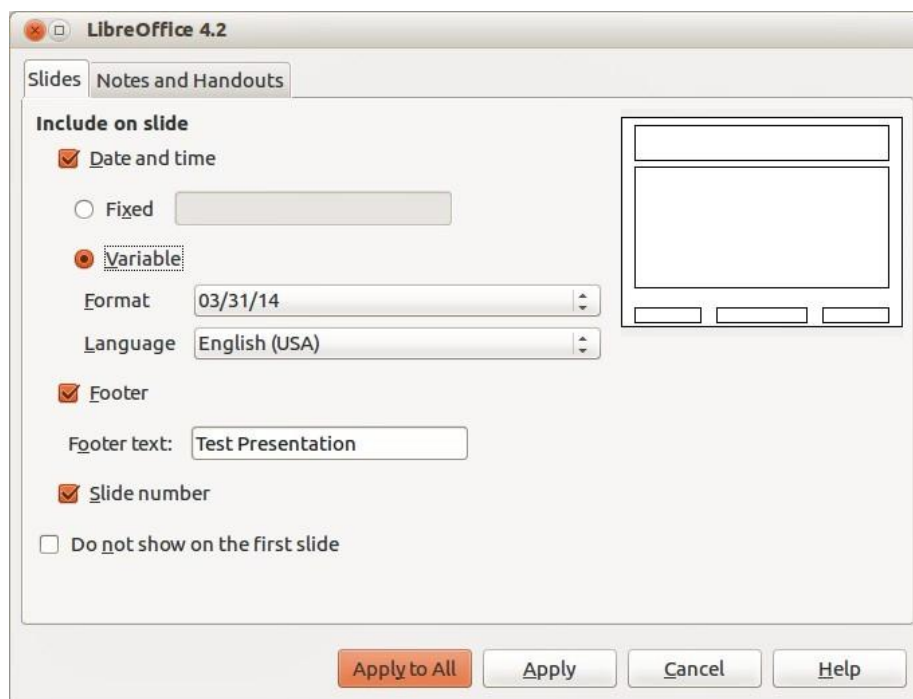 LibreOffice 4.2
Slides Notes and Handouts
Include on slide
Date and time
Fixed
Variable
Format 03/31/14
Language English (USA)
Footer
Footer text: Test Presentation
Slide number
Do not show on the first slide
Apply to All Apply Cancel Help